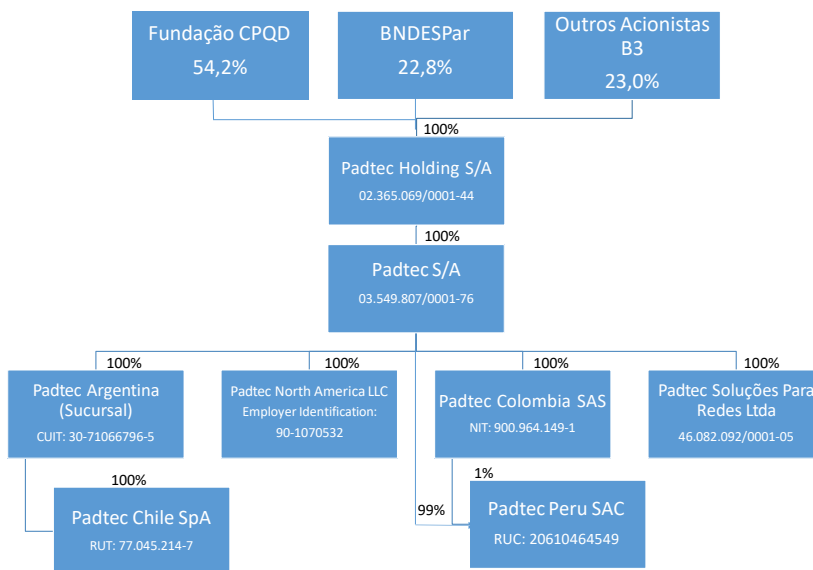 Fundação CPQD
54,2%
BNDESPar
22,8%
Outros Acionistas
B3
23,0%
100%
Padtec Holding S/A
02.365.069/0001-44
100%
Padtec S/A
03.549.807/0001-76
100%
100%
100%
100%
Padtec Argentina
(Sucursal)
CUIT: 30-71066796-5
Padtec North America LLC
Employer Identification:
90-1070532
Padtec Colombia SAS
NIT: 900.964.149-1
Padtec Soluções Para
Redes Ltda
46.082.092/0001-05
100%
Padtec Chile SpA
RUT: 77.045.214-7
1%
99%
Padtec Peru SAC
RUC: 20610464549